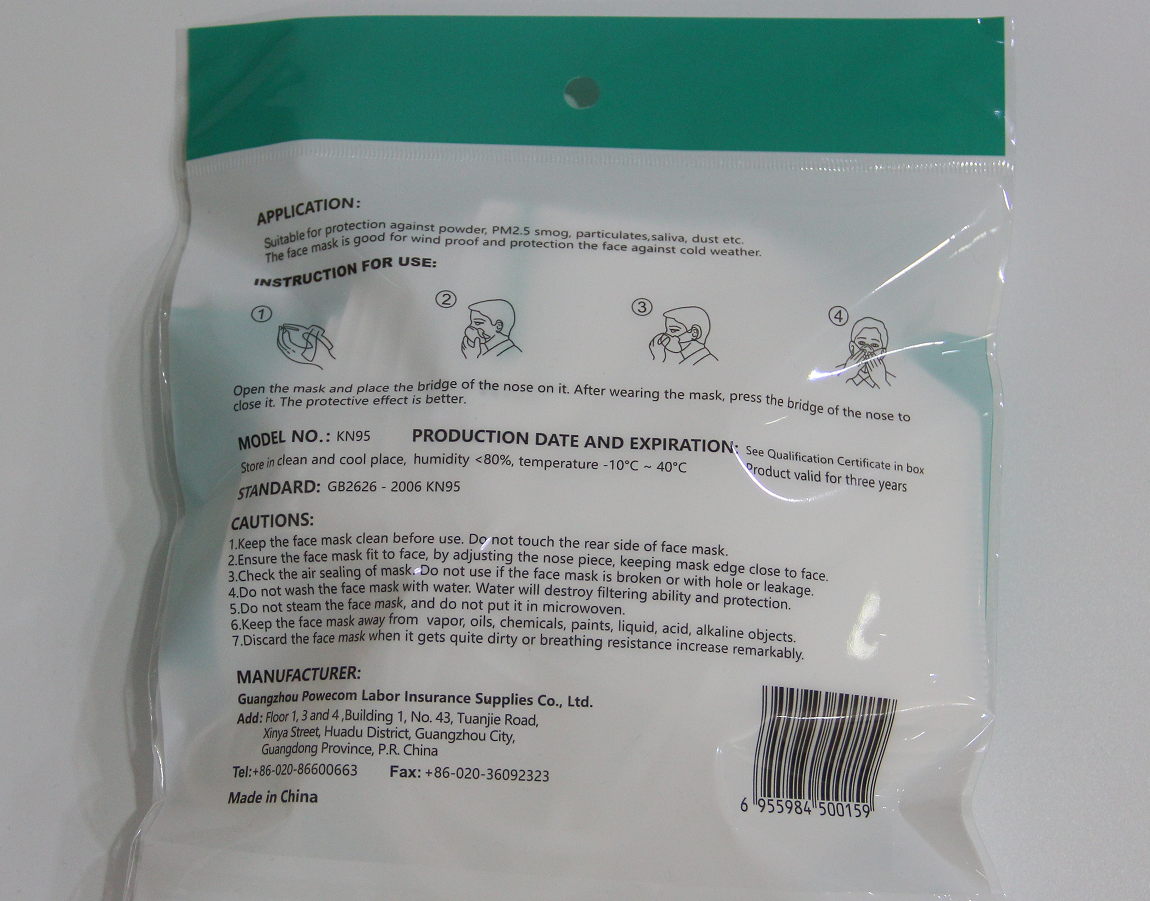 APPLICATION:
Suitable for protection against powder, PM2.5 smog, particulates,saliva, dust etc.
The face mask is good for wind proof and protection the face against cold weather.
INSTRUCTION FOR USE:
1 2 3 4
Open the mask and place the bridge of the nose on it. After wearing the mask, press the bridge of the nose to
close it. The protective effect is better.
MODEL NO.: KN95 PRODUCTION DATE AND EXPIRATION: See Qualification Certificate in box
Store in clean and cool place, humidity <80%, temperature -10°C ~ 40°C Product valid for three years
STANDARD: GB2626 - 2006 KN95
CAUTIONS:
1.Keep the face mask clean before use. Do not touch the rear side of face mask.
2.Ensure the face mask fit to face, by adjusting the nose piece, keeping mask edge close to face.
3.Check the air sealing of mask. Do not use if the face mask is broken or with hole or leakage.
4.Do not wash the face mask with water. Water will destroy filtering ability and protection.
5.Do not steam the face mask, and do not put it in microwoven.
6.Keep the face mask away from vapor, oils, chemicals, paints, liquid, acid, alkaline objects.
7.Discard the face mask when it gets quite dirty or breathing resistance increase remarkably.
MANUFACTURER:
Guangzhou Powecom Labor Insurance Supplies Co., Ltd.
Add: Floor 1, 3 and 4 ,Building 1, No. 43, Tuanjie Road,
Xinya Street, Huadu District, Guangzhou City,
Guangdong Province, P.R. China
Tel:+86-020-86600663 Fax: +86-020-36092323
Made in China
6 955984 500159